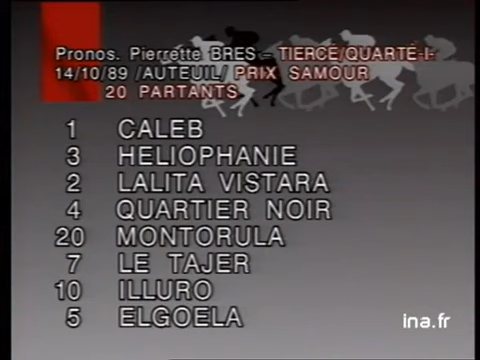 Pronos. Pierrette BRES - TIERCE/QUARTÉ-I-
14/10/89 /AUTEUIL/ PRIX SAMOUR
20 PARTANTS
1 CALEB
3 HELIOPHANIE
2 LALITA VISTARA
4 QUARTIER NOIR
20 MONTORULA
7 LE TAJER
10 ILLURO
5 ELGOELA
ina.fr